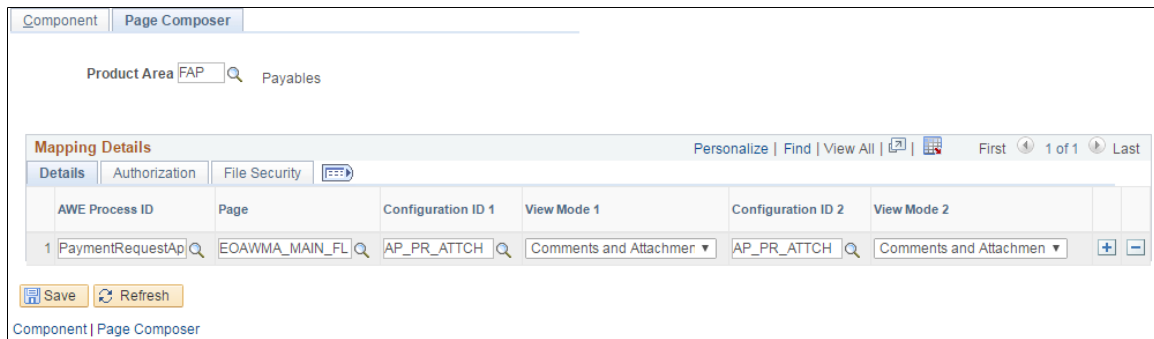 Component Page Composer
Product Area FAP Payables
Mapping Details Personalize | Find | View All | | First 1 of 1 Last
Details Authorization File Security
AWE Process ID Page Configuration ID 1 View Mode 1 Configuration ID 2 View Mode 2
1 PaymentRequestAp EOAWMA_MAIN_FL AP_PR_ATTCH Comments and Attachmen AP_PR_ATTCH Comments and Attachmen
Save Refresh
Component | Page Composer